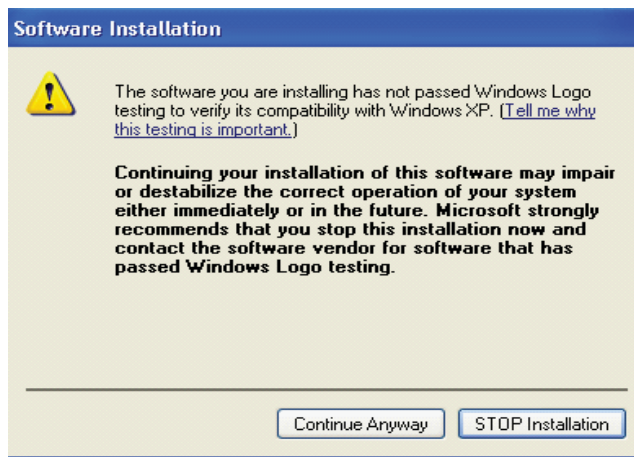 Software Installation
The software you are installing has not passed Windows Logo
testing to verify its compatibility with Windows XP. (Tell me why
this testing is important.)
Continuing your installation of this software may impair
or destabilize the correct operation of your system
either immediately or in the future. Microsoft strongly
recommends that you stop this installation now and
contact the software vendor for software that has
passed Windows Logo testing.
Continue Anyway
STOP Installation